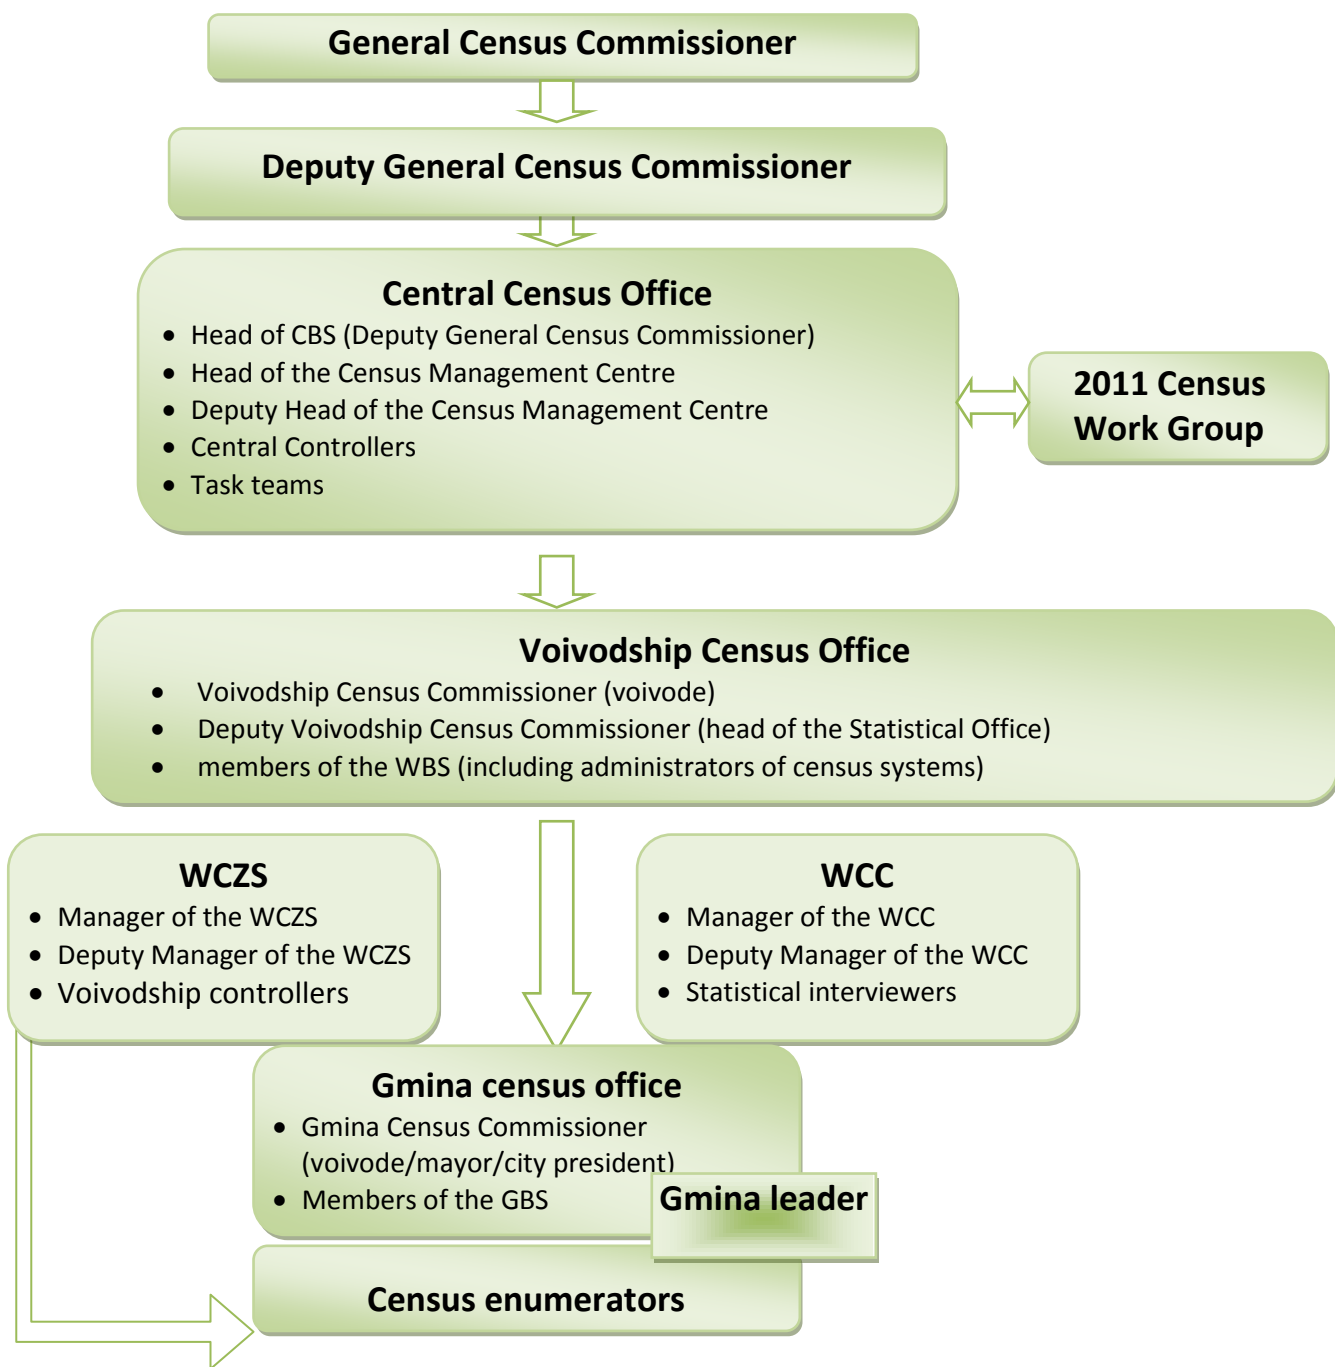 General Census Commissioner
Deputy General Census Commissioner
Central Census Office
• Head of CBS (Deputy General Census Commissioner)
• Head of the Census Management Centre
• Deputy Head of the Census Management Centre
• Central Controllers
• Task teams
2011 Census
Work Group
Voivodship Census Office
• Voivodship Census Commissioner (voivode)
• Deputy Voivodship Census Commissioner (head of the Statistical Office)
• members of the WBS (including administrators of census systems)
WCZS
• Manager of the WCZS
• Deputy Manager of the WCZS
• Voivodship controllers
WCC
• Manager of the WCC
• Deputy Manager of the WCC
• Statistical interviewers
Gmina census office
• Gmina Census Commissioner
(voivode/mayor/city president)
• Members of the GBS
Gmina leader
Census enumerators